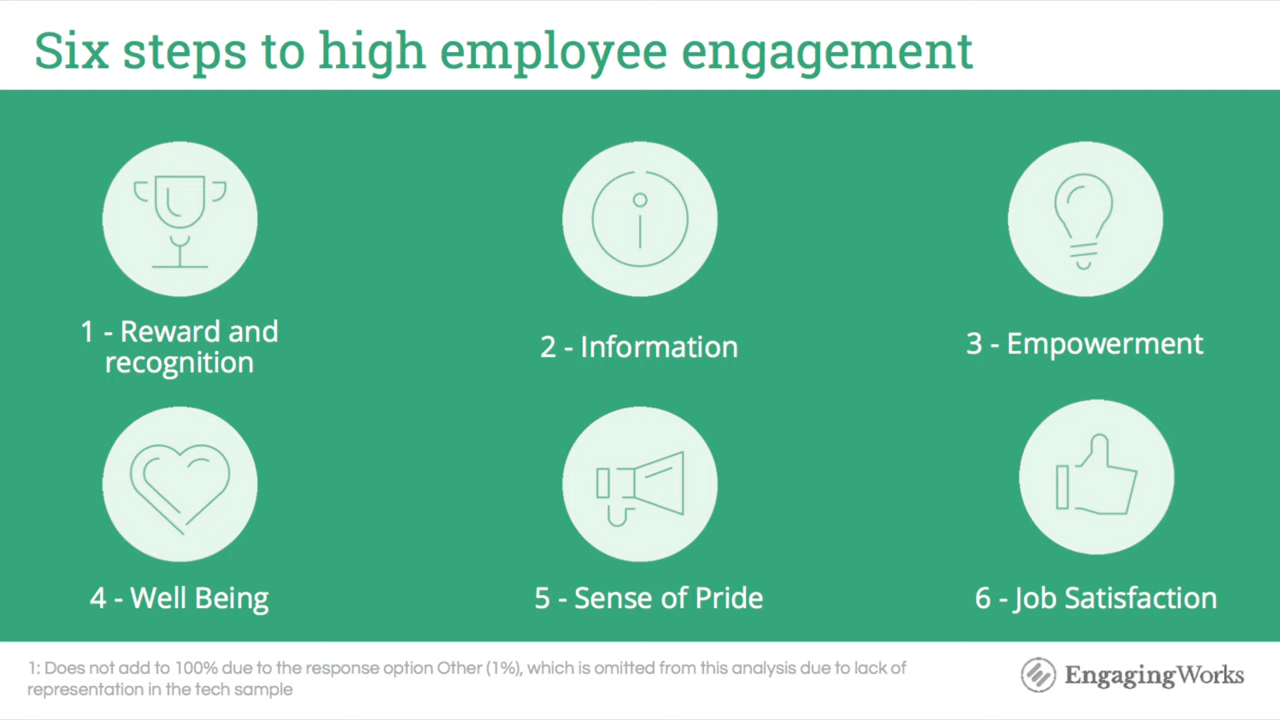 Six steps to high employee engagement
1 - Reward and
recognition
2 - Information
3 - Empowerment
4 - Well Being
5 - Sense of Pride
6 - Job Satisfaction
1: Does not add to 100% due to the response option Other (1%), which is omitted from this analysis due to lack of
representation in the tech sample
EngagingWorks